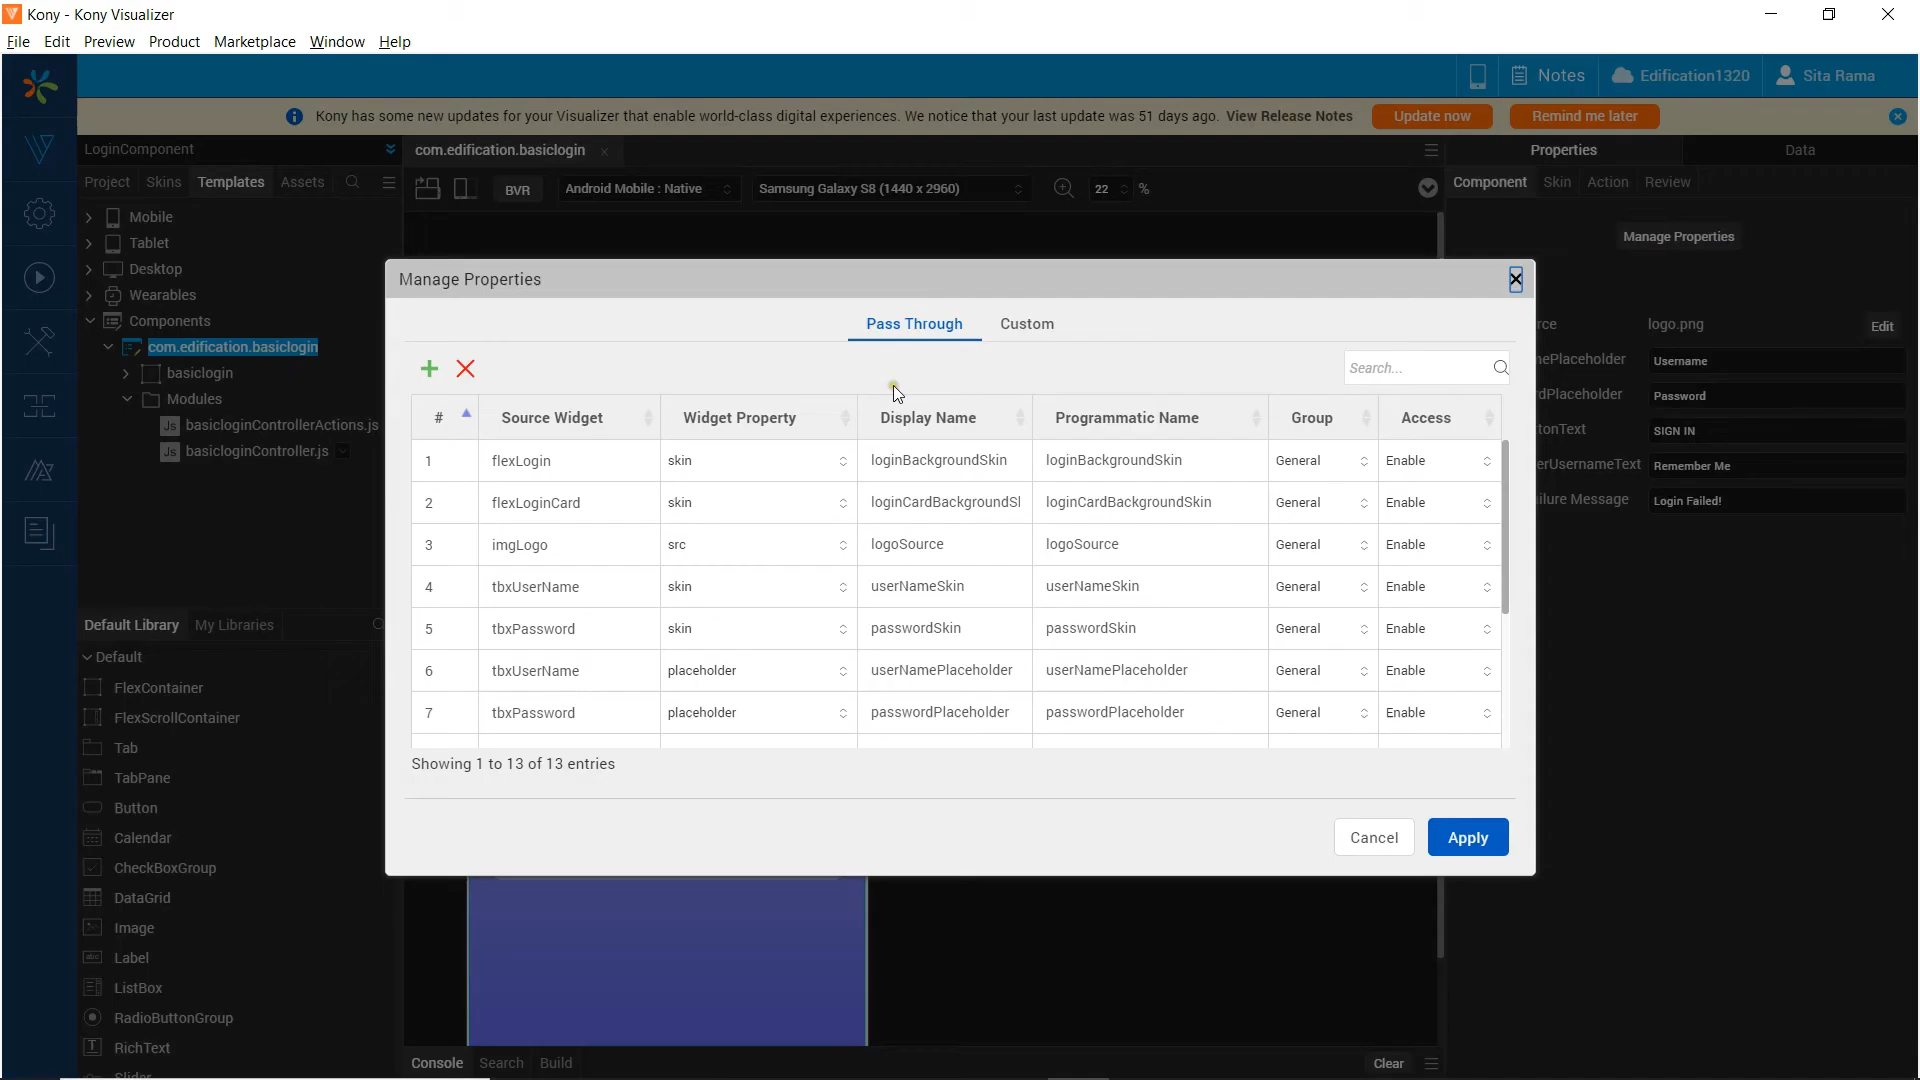 Kony - Kony Visualizer
File Edit Preview Product Marketplace Window Help
Notes Edification1320 Sita Rama
Kony has some new updates for your Visualizer that enable world-class digital experiences. We notice that your last update was 51 days ago. View Release Notes Update now Remind me later
LoginComponent com.edification.basiclogin Properties Data
Project Skins Templates Assets BVR Android Mobile : Native Samsung Galaxy S8 (1440 x 2960) 22 % Component Skin Action Review
Mobile
Manage Properties
Tablet
Desktop
Wearables
Components
com.edification.basiclogin
basiclogin
Modules
Js basicloginControllerActions.js
Js basicloginController.js
Manage Properties
Pass Through Custom
Search...
# Source Widget Widget Property Display Name Programmatic Name Group Access
1 flexLogin skin loginBackgroundSkin loginBackgroundSkin General Enable
2 flexLoginCard skin loginCardBackgroundSl loginCardBackgroundSkin General Enable
3 imgLogo src logoSource logoSource General Enable
4 tbxUserName skin userNameSkin userNameSkin General Enable
5 tbxPassword skin passwordSkin passwordSkin General Enable
6 tbxUserName placeholder userNamePlaceholder userNamePlaceholder General Enable
7 tbxPassword placeholder passwordPlaceholder passwordPlaceholder General Enable
Showing 1 to 13 of 13 entries
Cancel Apply
rce logo.png Edit
nePlaceholder Username
dPlaceholder Password
tonText SIGN IN
erUsernameText Remember Me
ilure Message Login Failed!
Default Library My Libraries
Default
FlexContainer
FlexScrollContainer
Tab
TabPane
Button
Calendar
CheckBoxGroup
DataGrid
Image
Label
ListBox
RadioButtonGroup
RichText
Console Search Build Clear